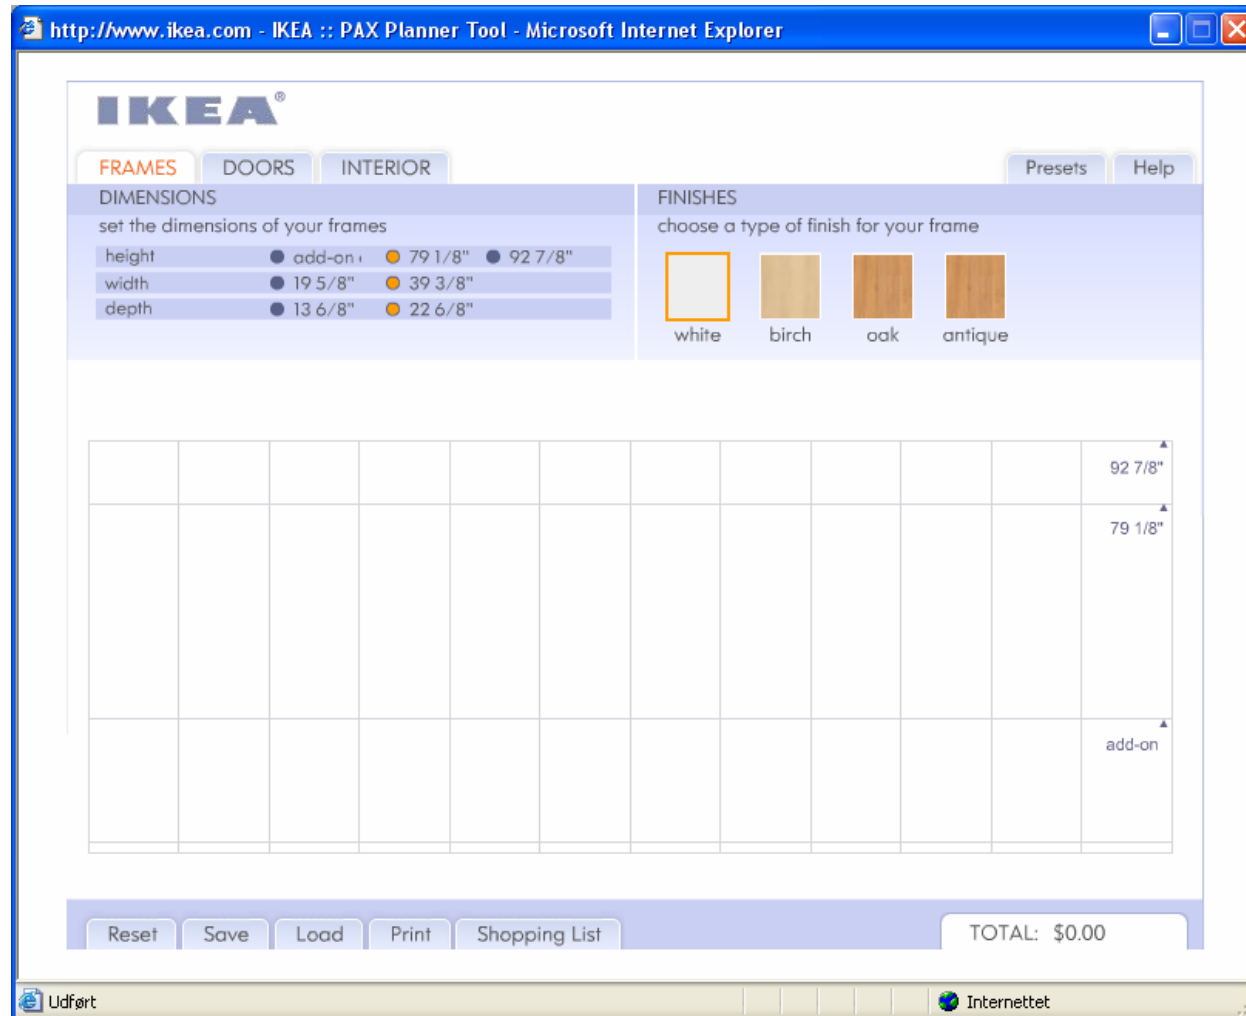 http://www.ikea.com - IKEA :: PAX Planner Tool - Microsoft Internet Explorer
IKEA®
FRAMES DOORS INTERIOR Presets Help
DIMENSIONS FINISHES
set the dimensions of your frames choose a type of finish for your frame
height add-on 79 1/8" 92 7/8"
width 19 5/8" 39 3/8"
depth 13 6/8" 22 6/8"
white birch oak antique
92 7/8"
79 1/8"
add-on
Reset Save Load Print Shopping List TOTAL: $0.00
Udført Internettet